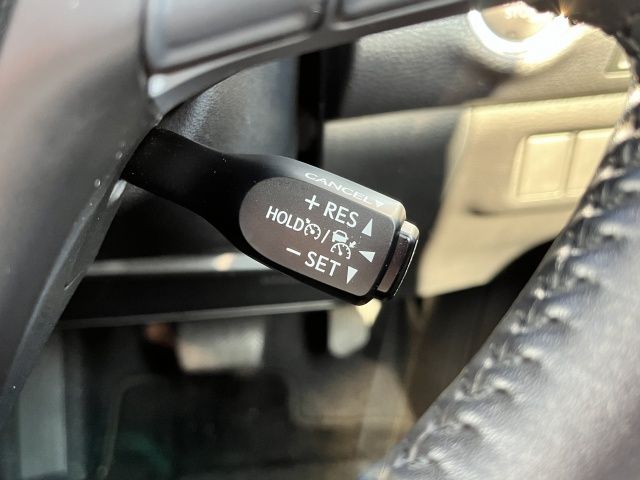 CANCEL
+ RES
HOLD /
− SET